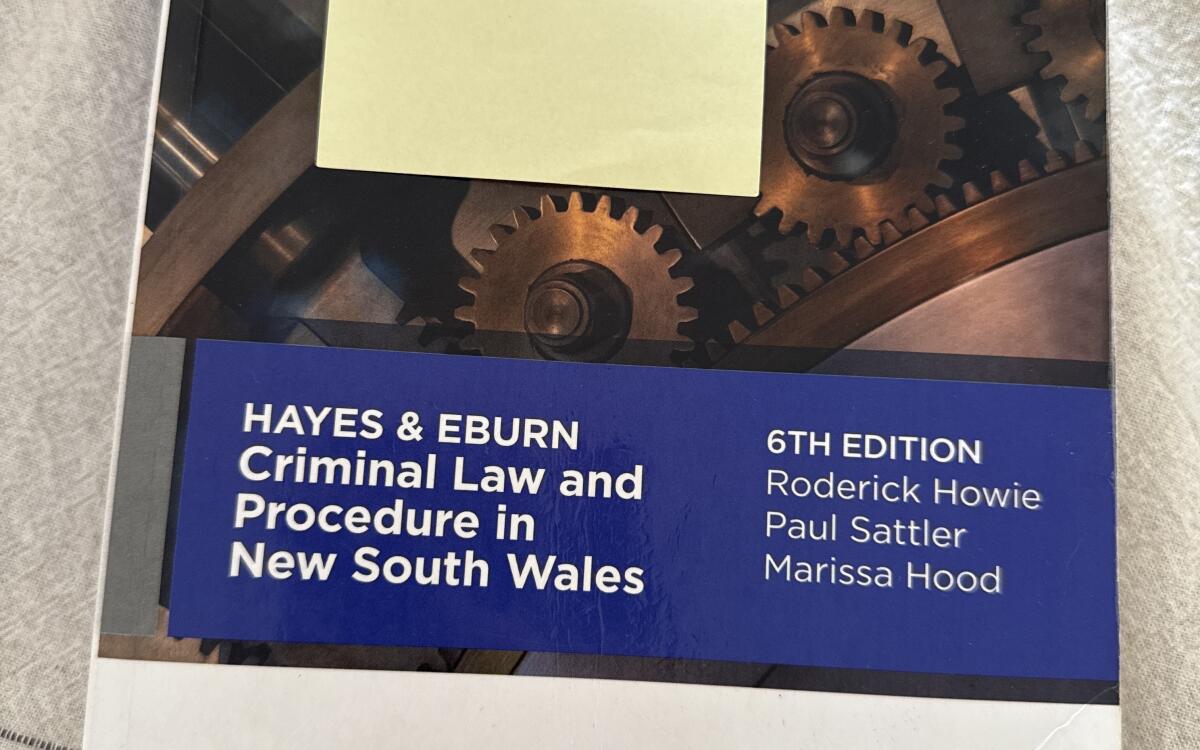 HAYES & EBURN
Criminal Law and
Procedure in
New South Wales
6TH EDITION
Roderick Howie
Paul Sattler
Marissa Hood